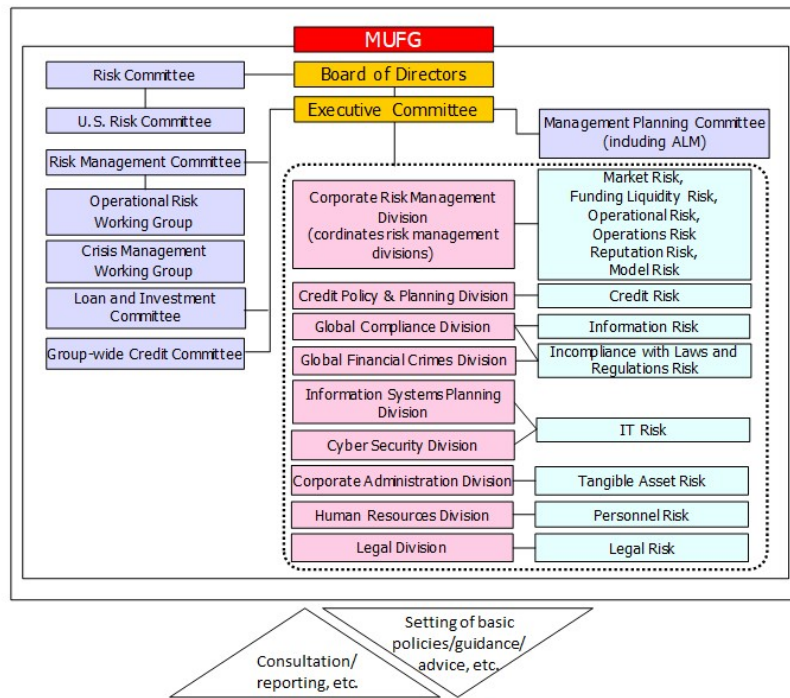 MUFG
Board of Directors
Executive Committee
Risk Committee
U.S. Risk Committee
Risk Management Committee
Operational Risk
Working Group
Crisis Management
Working Group
Loan and Investment
Committee
Group-wide Credit Committee
Management Planning Committee
(including ALM)
Corporate Risk Management
Division
(cordinates risk management
divisions)
Market Risk,
Funding Liquidity Risk,
Operational Risk,
Operations Risk
Reputation Risk,
Model Risk
Credit Policy & Planning Division
Credit Risk
Global Compliance Division
Information Risk
Global Financial Crimes Division
Incompliance with Laws and
Regulations Risk
Information Systems Planning
Division
Cyber Security Division
IT Risk
Corporate Administration Division
Tangible Asset Risk
Human Resources Division
Personnel Risk
Legal Division
Legal Risk
Consultation/
reporting, etc.
Setting of basic
policies/guidance/
advice, etc.